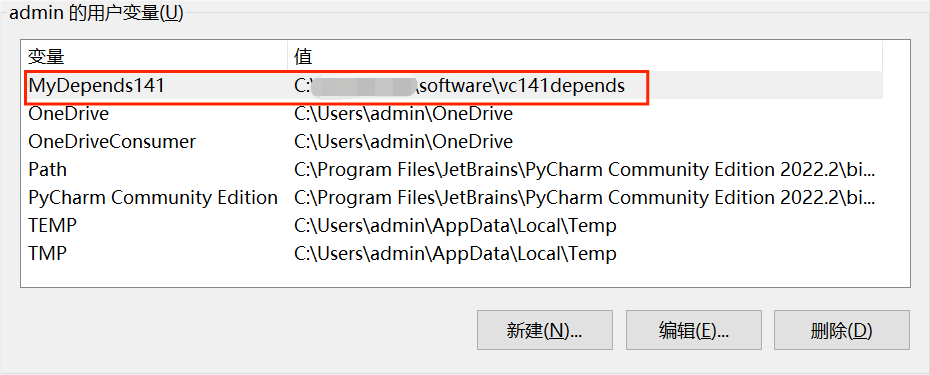 admin 的用户变量(U)
变量 值
MyDepends141 C:\ \software\vc141depends
OneDrive C:\Users\admin\OneDrive
OneDriveConsumer C:\Users\admin\OneDrive
Path C:\Program Files\JetBrains\PyCharm Community Edition 2022.2\bi...
PyCharm Community Edition C:\Program Files\JetBrains\PyCharm Community Edition 2022.2\bi...
TEMP C:\Users\admin\AppData\Local\Temp
TMP C:\Users\admin\AppData\Local\Temp
新建(N)... 编辑(E)... 删除(D)